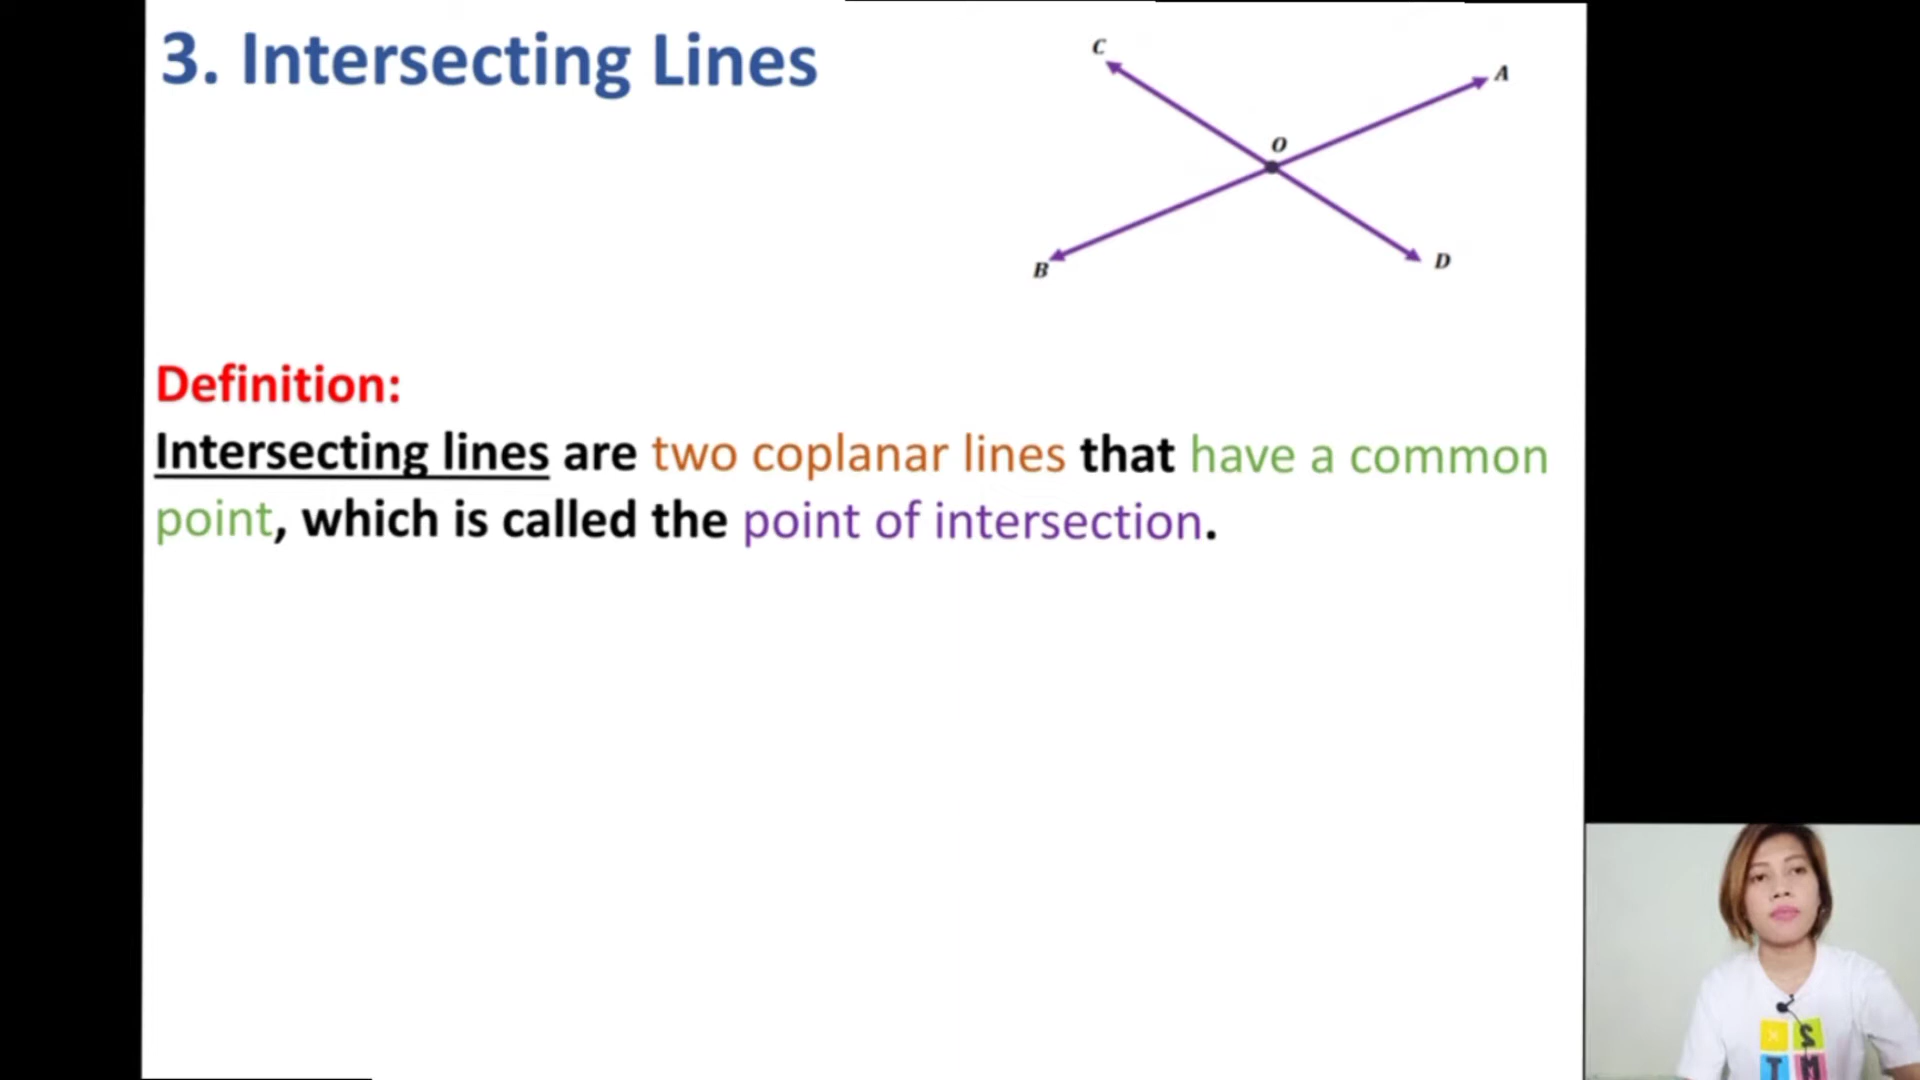 3. Intersecting Lines
C
A
O
B
D
Definition:
Intersecting lines are two coplanar lines that have a common
point, which is called the point of intersection.